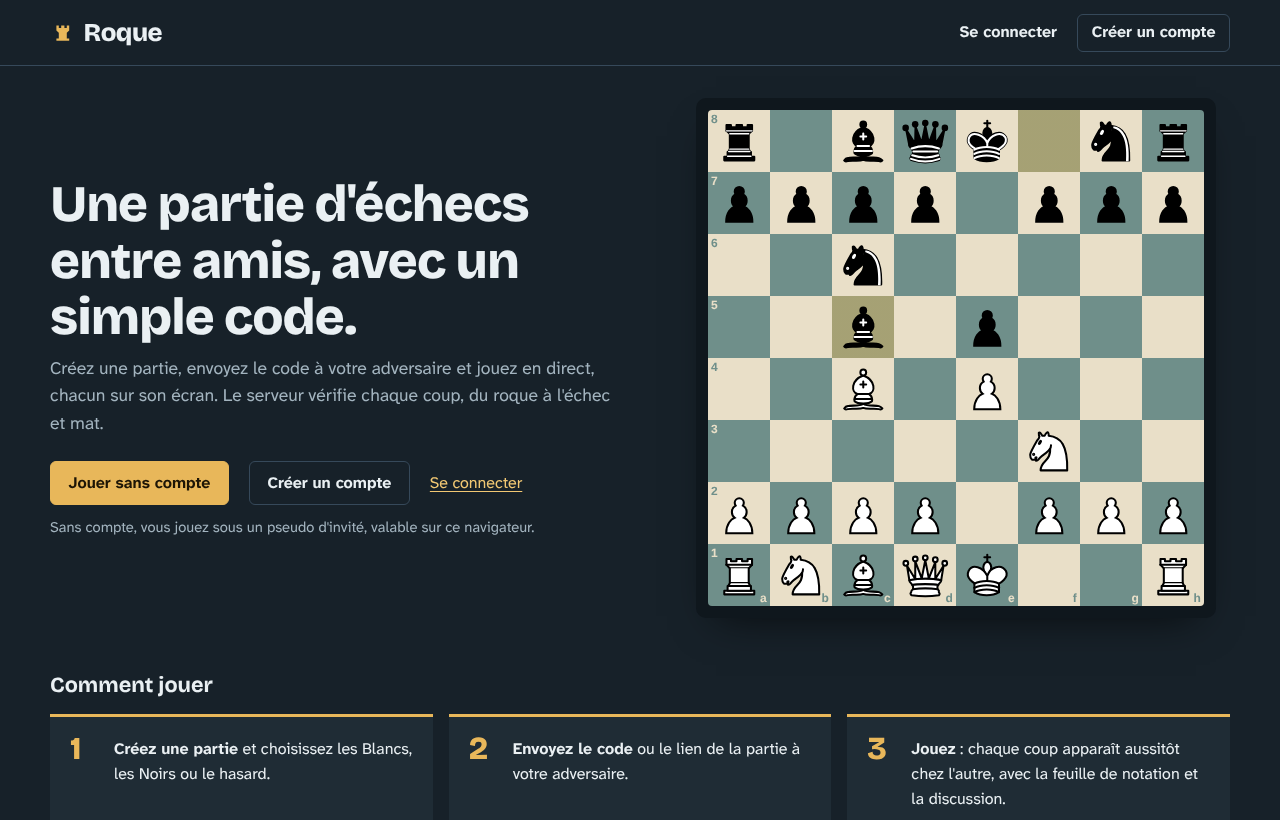 Roque
Se connecter
Créer un compte
Une partie d'échecs
entre amis, avec un
simple code.
Créez une partie, envoyez le code à votre adversaire et jouez en direct,
chacun sur son écran. Le serveur vérifie chaque coup, du roque à l'échec
et mat.
Jouer sans compte
Créer un compte
Se connecter
Sans compte, vous jouez sous un pseudo d'invité, valable sur ce navigateur.
8
7
6
5
4
3
2
1
a
b
c
d
e
f
g
h
Comment jouer
1
Créez une partie et choisissez les Blancs,
les Noirs ou le hasard.
2
Envoyez le code ou le lien de la partie à
votre adversaire.
3
Jouez : chaque coup apparaît aussitôt
chez l'autre, avec la feuille de notation et
la discussion.